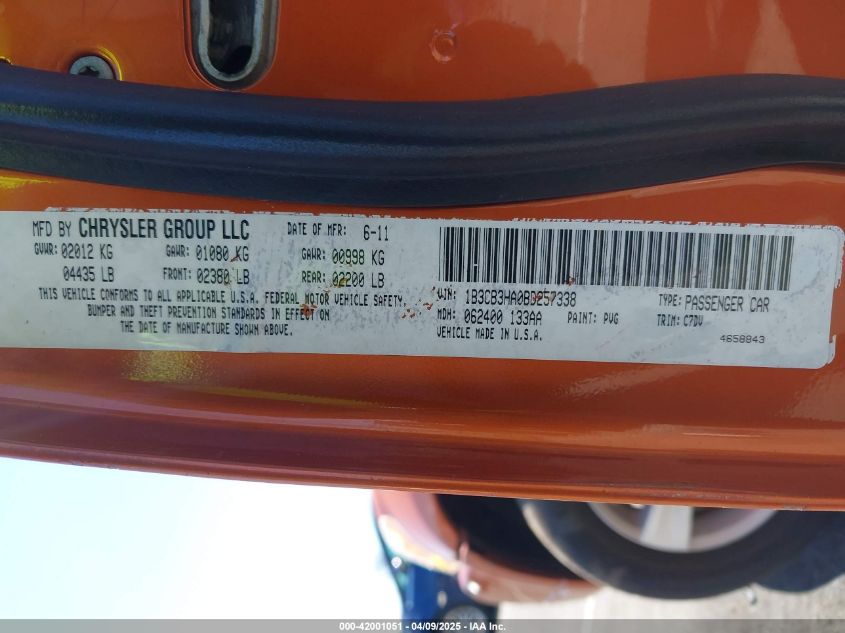 MFD BY CHRYSLER GROUP LLC DATE OF MFR: 6-11
GVWR: 02012 KG GAWR: 01080 KG GAWR: 00998 KG
04435 LB FRONT: 02380 LB REAR: 02200 LB
THIS VEHICLE CONFORMS TO ALL APPLICABLE U.S.A. FEDERAL MOTOR VEHICLE SAFETY,
BUMPER AND THEFT PREVENTION STANDARDS IN EFFECT ON
THE DATE OF MANUFACTURE SHOWN ABOVE.
VIN: 1B3CB3HA0BD257338 TYPE: PASSENGER CAR
MDH: 062400 133AA PAINT: PVG TRIM: C7DV
VEHICLE MADE IN U.S.A. 4658843
000-42001051 - 04/09/2025 - IAA Inc.